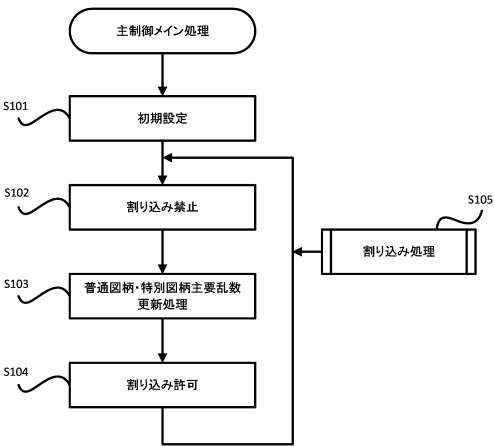 主制御メイン処理
S101
初期設定
S102
割り込み禁止
S105
割り込み処理
S103
普通図柄・特別図柄主要乱数
更新処理
S104
割り込み許可